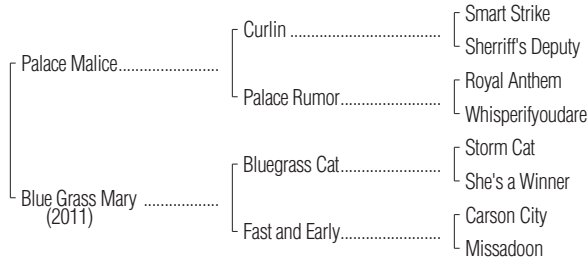 Smart Strike
Curlin
Sherriff's Deputy
Palace Malice
Royal Anthem
Palace Rumor
Whisperifyoudare
Storm Cat
Bluegrass Cat
She's a Winner
Blue Grass Mary
(2011)
Carson City
Fast and Early
Missadoon